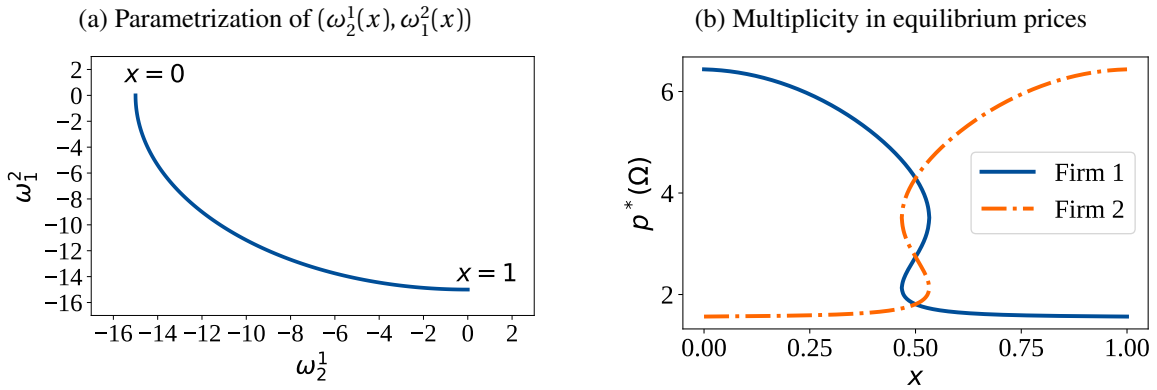 (a) Parametrization of (ω₂¹(x), ω₁²(x))
2
0
−2
−4
−6
−8
−10
−12
−14
−16
ω₁²
x = 0
x = 1
−16 −14 −12 −10 −8 −6 −4 −2 0 2
ω₂¹
(b) Multiplicity in equilibrium prices
6
4
2
p*(Ω)
Firm 1
Firm 2
0.00 0.25 0.50 0.75 1.00
x